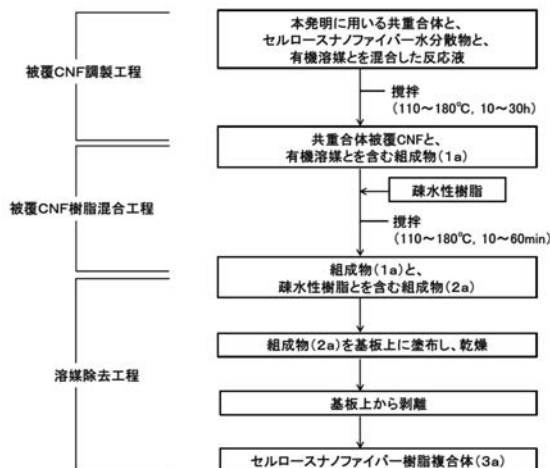 本発明に用いる共重合体と、
セルロースナノファイバー水分散物と、
有機溶媒とを混合した反応液
被覆CNF調製工程
撹拌
(110～180℃, 10～30h)
共重合体被覆CNFと、
有機溶媒とを含む組成物(1a)
疎水性樹脂
被覆CNF樹脂混合工程
撹拌
(110～180℃, 10～60min)
組成物(1a)と、
疎水性樹脂とを含む組成物(2a)
組成物(2a)を基板上に塗布し、乾燥
溶媒除去工程
基板上から剥離
セルロースナノファイバー樹脂複合体(3a)